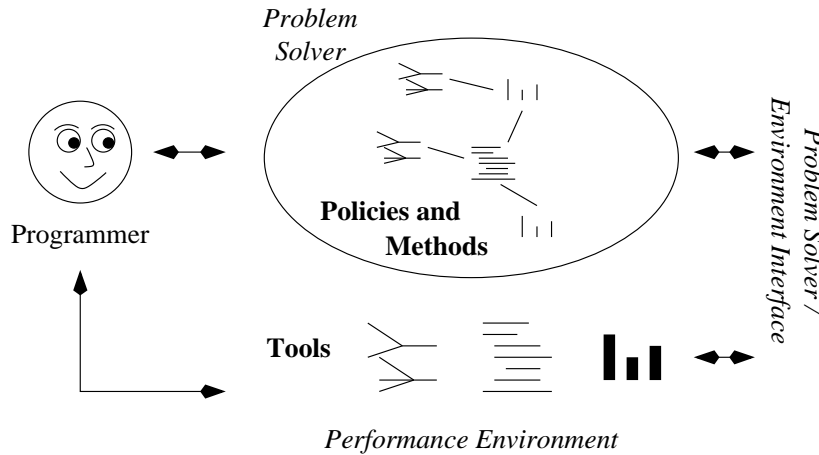 Problem
Solver
Policies and
Methods
Programmer
Problem Solver /
Environment Interface
Tools
Performance Environment